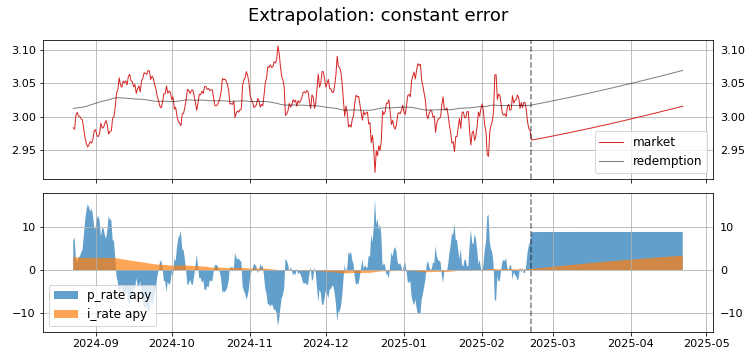 Extrapolation: constant error
3.10
3.05
3.00
2.95
3.10
3.05
3.00
2.95
market
redemption
10
0
−10
10
0
−10
p_rate apy
i_rate apy
2024-09 2024-10 2024-11 2024-12 2025-01 2025-02 2025-03 2025-04 2025-05